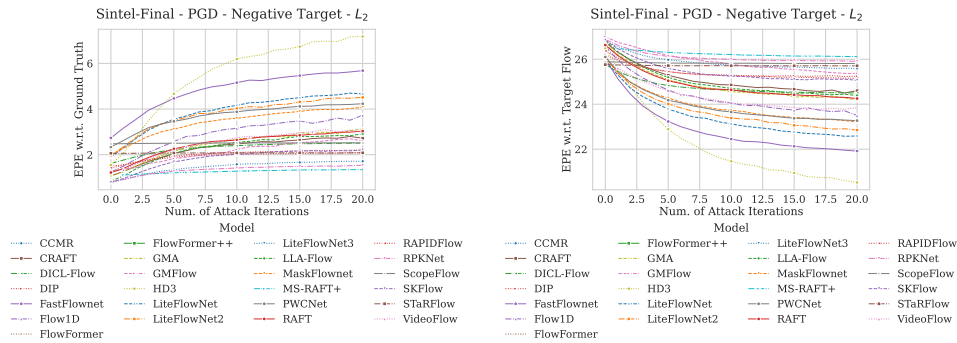 Sintel-Final - PGD - Negative Target - L₂
EPE w.r.t. Ground Truth
6
4
2
0.0 2.5 5.0 7.5 10.0 12.5 15.0 17.5 20.0
Num. of Attack Iterations
Sintel-Final - PGD - Negative Target - L₂
EPE w.r.t. Target Flow
26
24
22
0.0 2.5 5.0 7.5 10.0 12.5 15.0 17.5 20.0
Num. of Attack Iterations
Model
CCMR FlowFormer++ LiteFlowNet3 RAPIDFlow
CRAFT GMA LLA-Flow RPKNet
DICL-Flow GMFlow MaskFlownet ScopeFlow
DIP HD3 MS-RAFT+ SKFlow
FastFlownet LiteFlowNet PWCNet STaRFlow
Flow1D LiteFlowNet2 RAFT VideoFlow
FlowFormer
Model
CCMR FlowFormer++ LiteFlowNet3 RAPIDFlow
CRAFT GMA LLA-Flow RPKNet
DICL-Flow GMFlow MaskFlownet ScopeFlow
DIP HD3 MS-RAFT+ SKFlow
FastFlownet LiteFlowNet PWCNet STaRFlow
Flow1D LiteFlowNet2 RAFT VideoFlow
FlowFormer